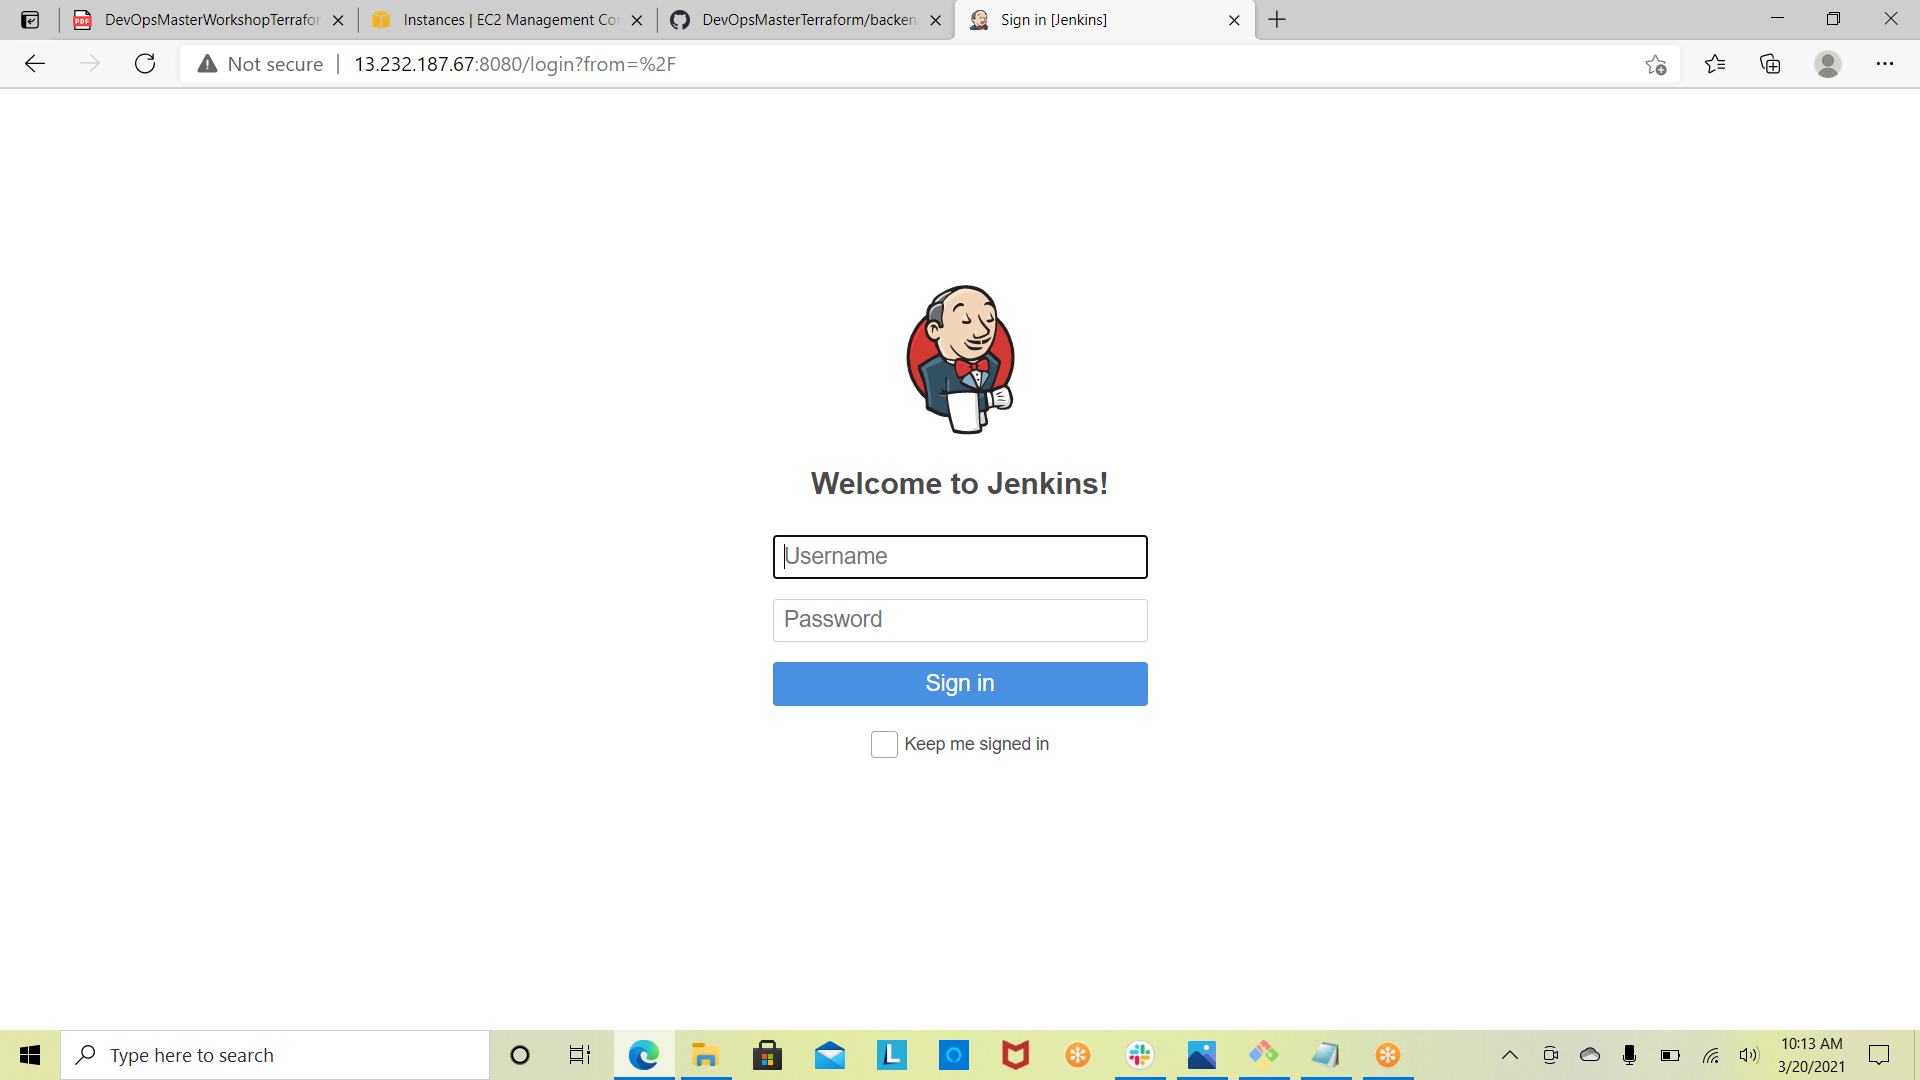 DevOpsMasterWorkshopTerrafor
Instances | EC2 Management Co
DevOpsMasterTerraform/backen
Sign in [Jenkins]
Not secure | 13.232.187.67:8080/login?from=%2F
Welcome to Jenkins!
Username
Password
Sign in
Keep me signed in
Type here to search
10:13 AM
3/20/2021